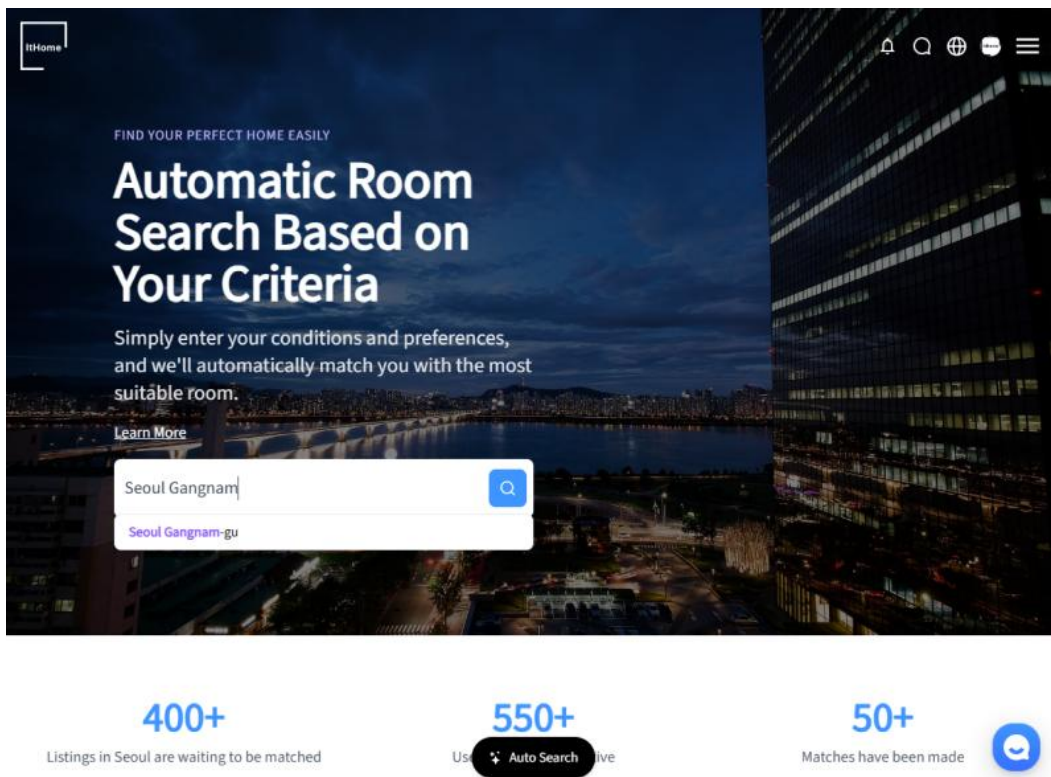 ItHome
FIND YOUR PERFECT HOME EASILY
Automatic Room
Search Based on
Your Criteria
Simply enter your conditions and preferences,
and we'll automatically match you with the most
suitable room.
Learn More
Seoul Gangnam
Seoul Gangnam-gu
400+
Listings in Seoul are waiting to be matched
550+
Auto Search
50+
Matches have been made